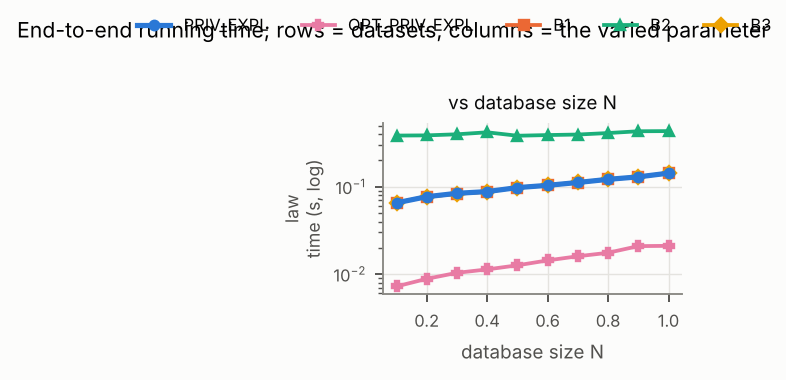 End-to-end running time; rows = datasets, columns = the varied parameter
PRIV_EXPL OPT_PRIV_EXPL B1 B2 B3
vs database size N
law
time (s, log)
10⁻¹
10⁻²
0.2 0.4 0.6 0.8 1.0
database size N